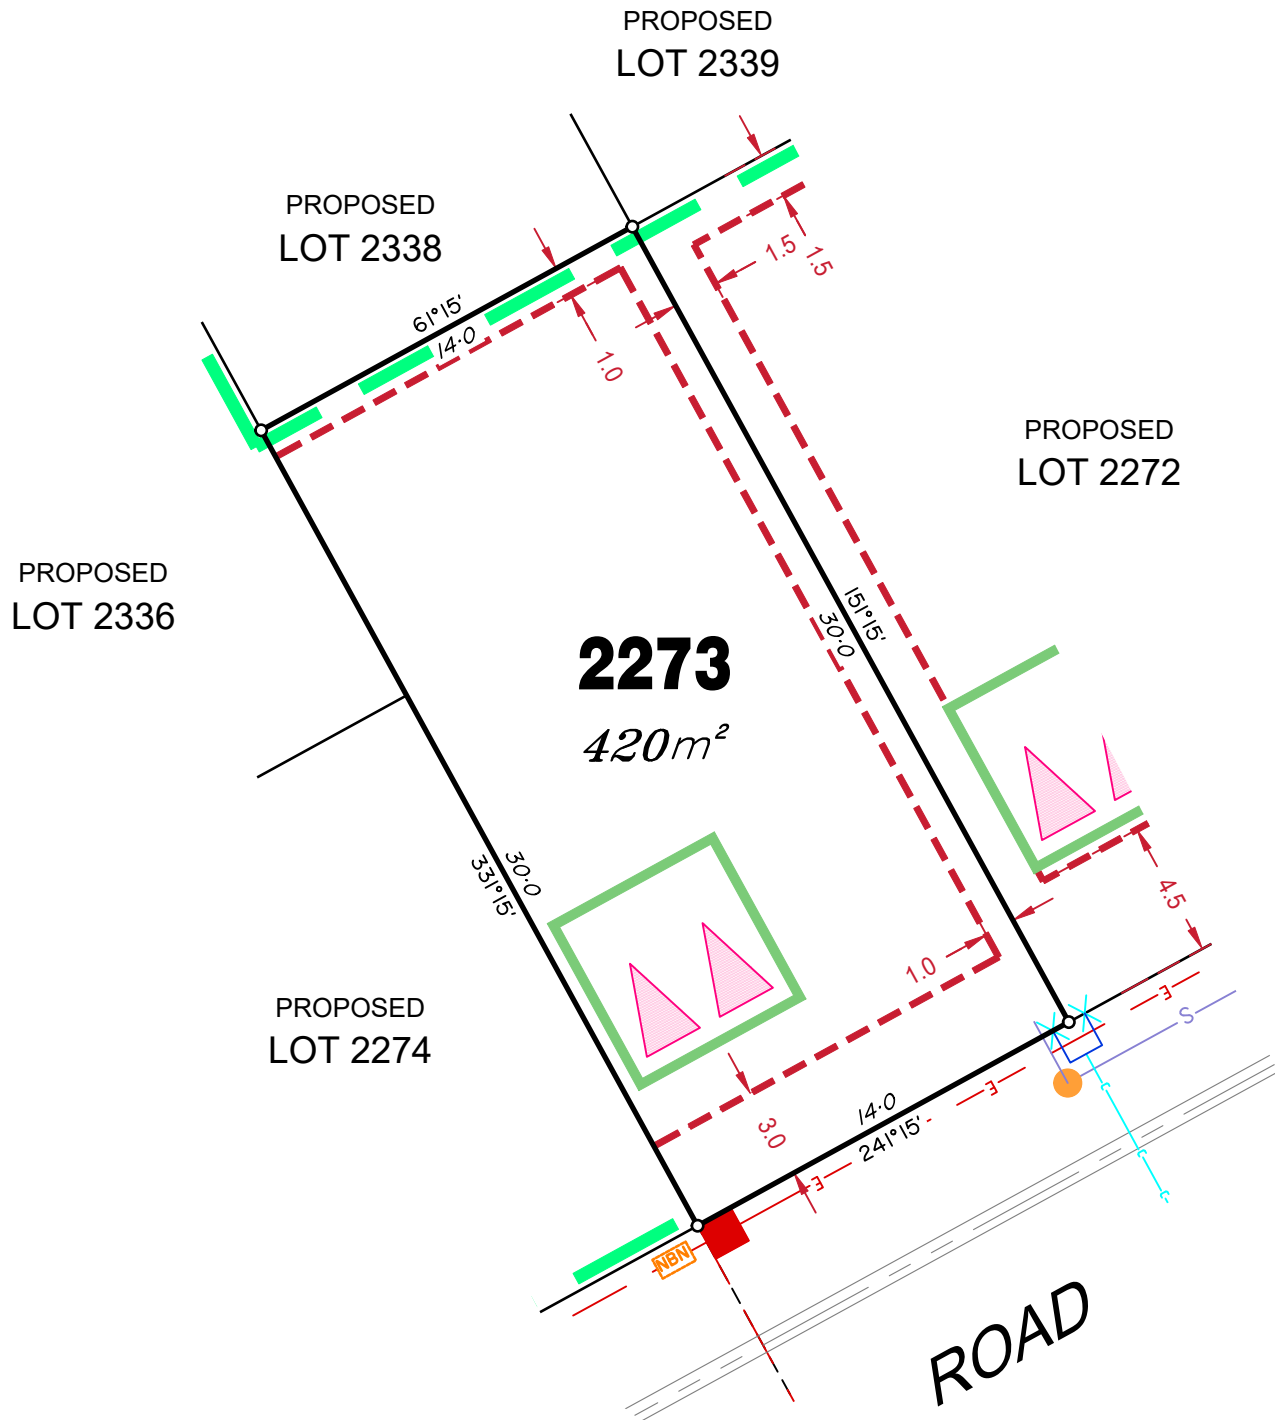 PROPOSED
LOT 2339
PROPOSED
LOT 2338
61°15'
14·0
1.5
1.5
1.0
PROPOSED
LOT 2272
PROPOSED
LOT 2336
151°15'
30·0
2273
420m²
30·0
331°15'
4.5
1.0
PROPOSED
LOT 2274
3.0
14·0
241°15'
E
E
E
S
NBN
ROAD